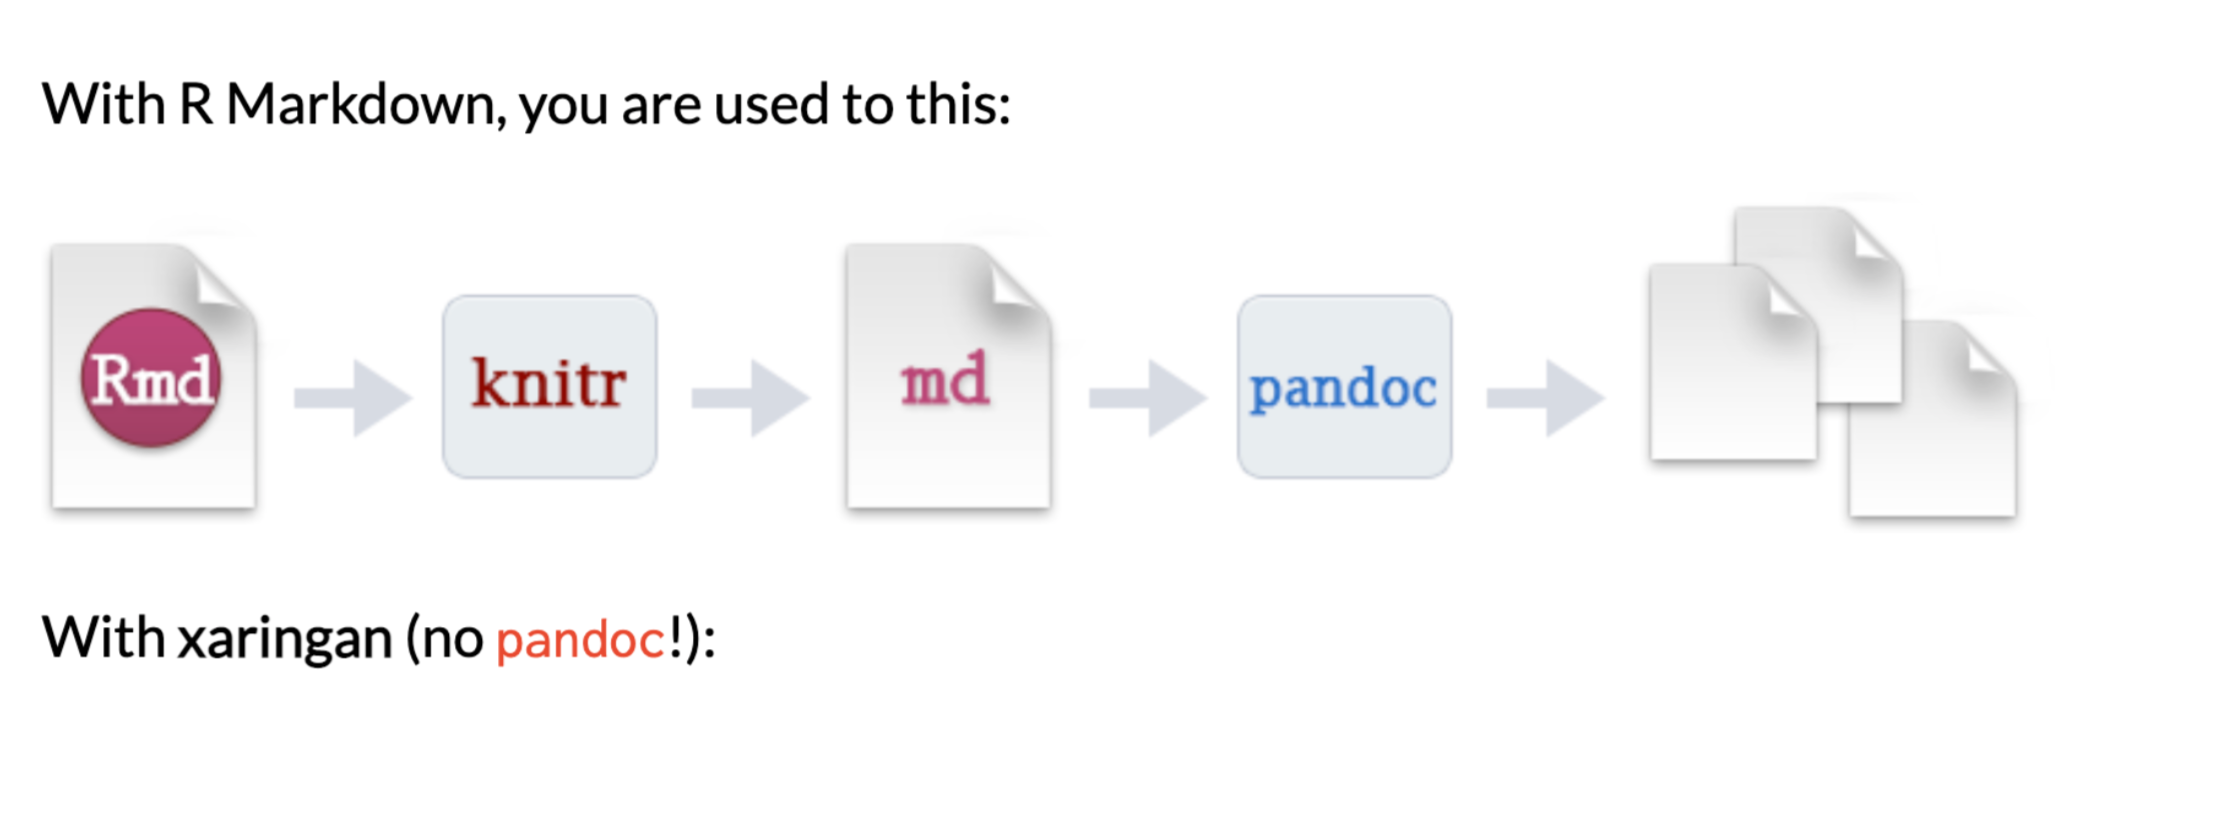 With R Markdown, you are used to this:
Rmd knitr md pandoc
With xaringan (no pandoc!):